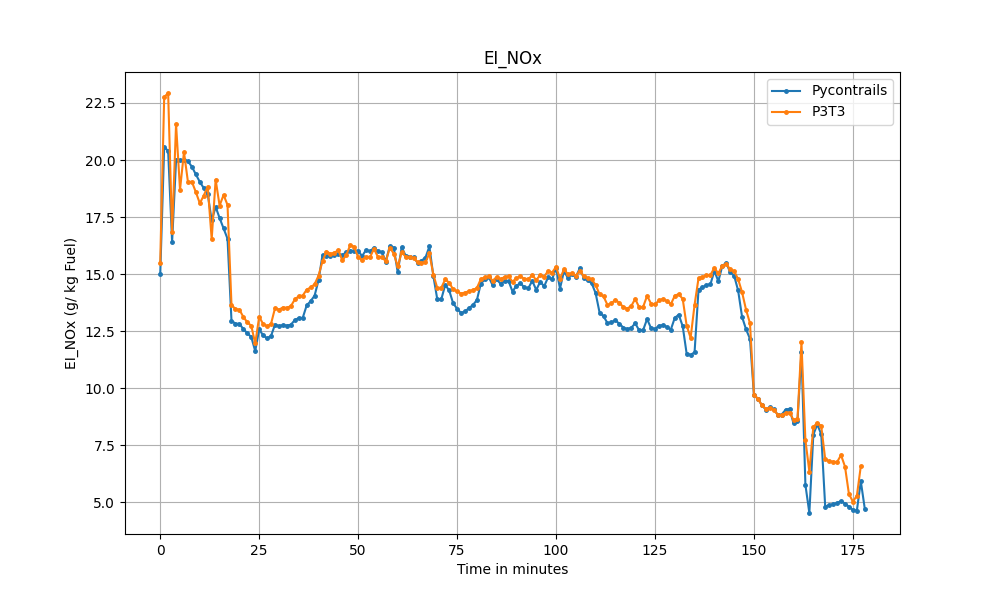 EI_NOx
Pycontrails
P3T3
EI_NOx (g/ kg Fuel)
22.5
20.0
17.5
15.0
12.5
10.0
7.5
5.0
0 25 50 75 100 125 150 175
Time in minutes